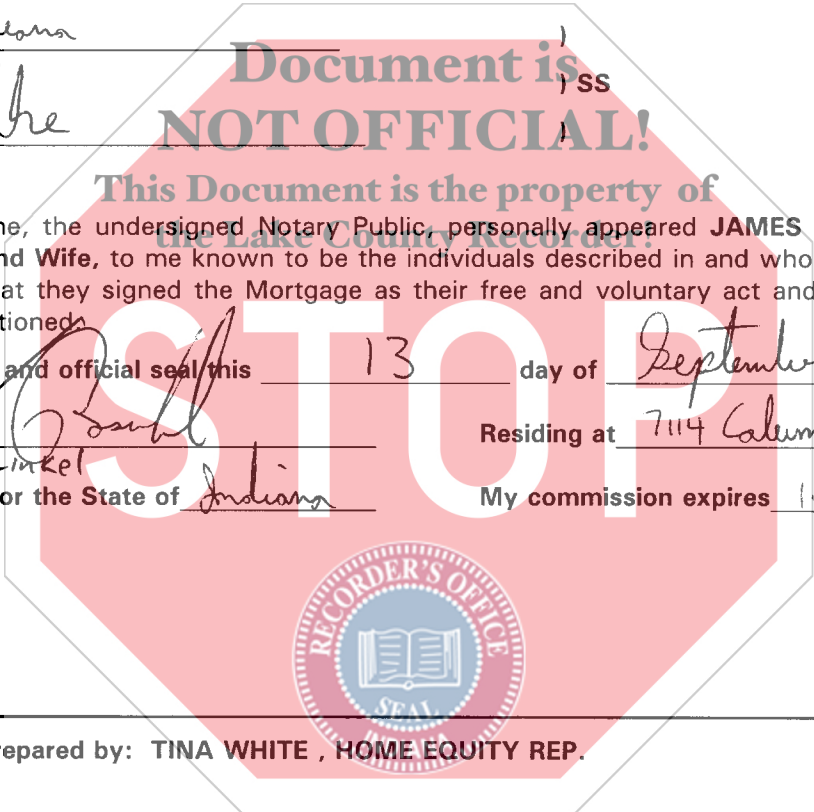 Document is
) SS
NOT OFFICIAL!
)
This Document is the property of
the Lake County Recorder!
ne, the undersigned Notary Public, personally appeared JAMES
nd Wife, to me known to be the individuals described in and who
at they signed the Mortgage as their free and voluntary act and
tioned.
STOP
and official seal this 13 day of Septembe
Residing at 7114 Calum
inkel
or the State of Indiana My commission expires 1
RECORDER'S OFFICE
SEAL
INDIANA
repared by: TINA WHITE , HOME EQUITY REP.